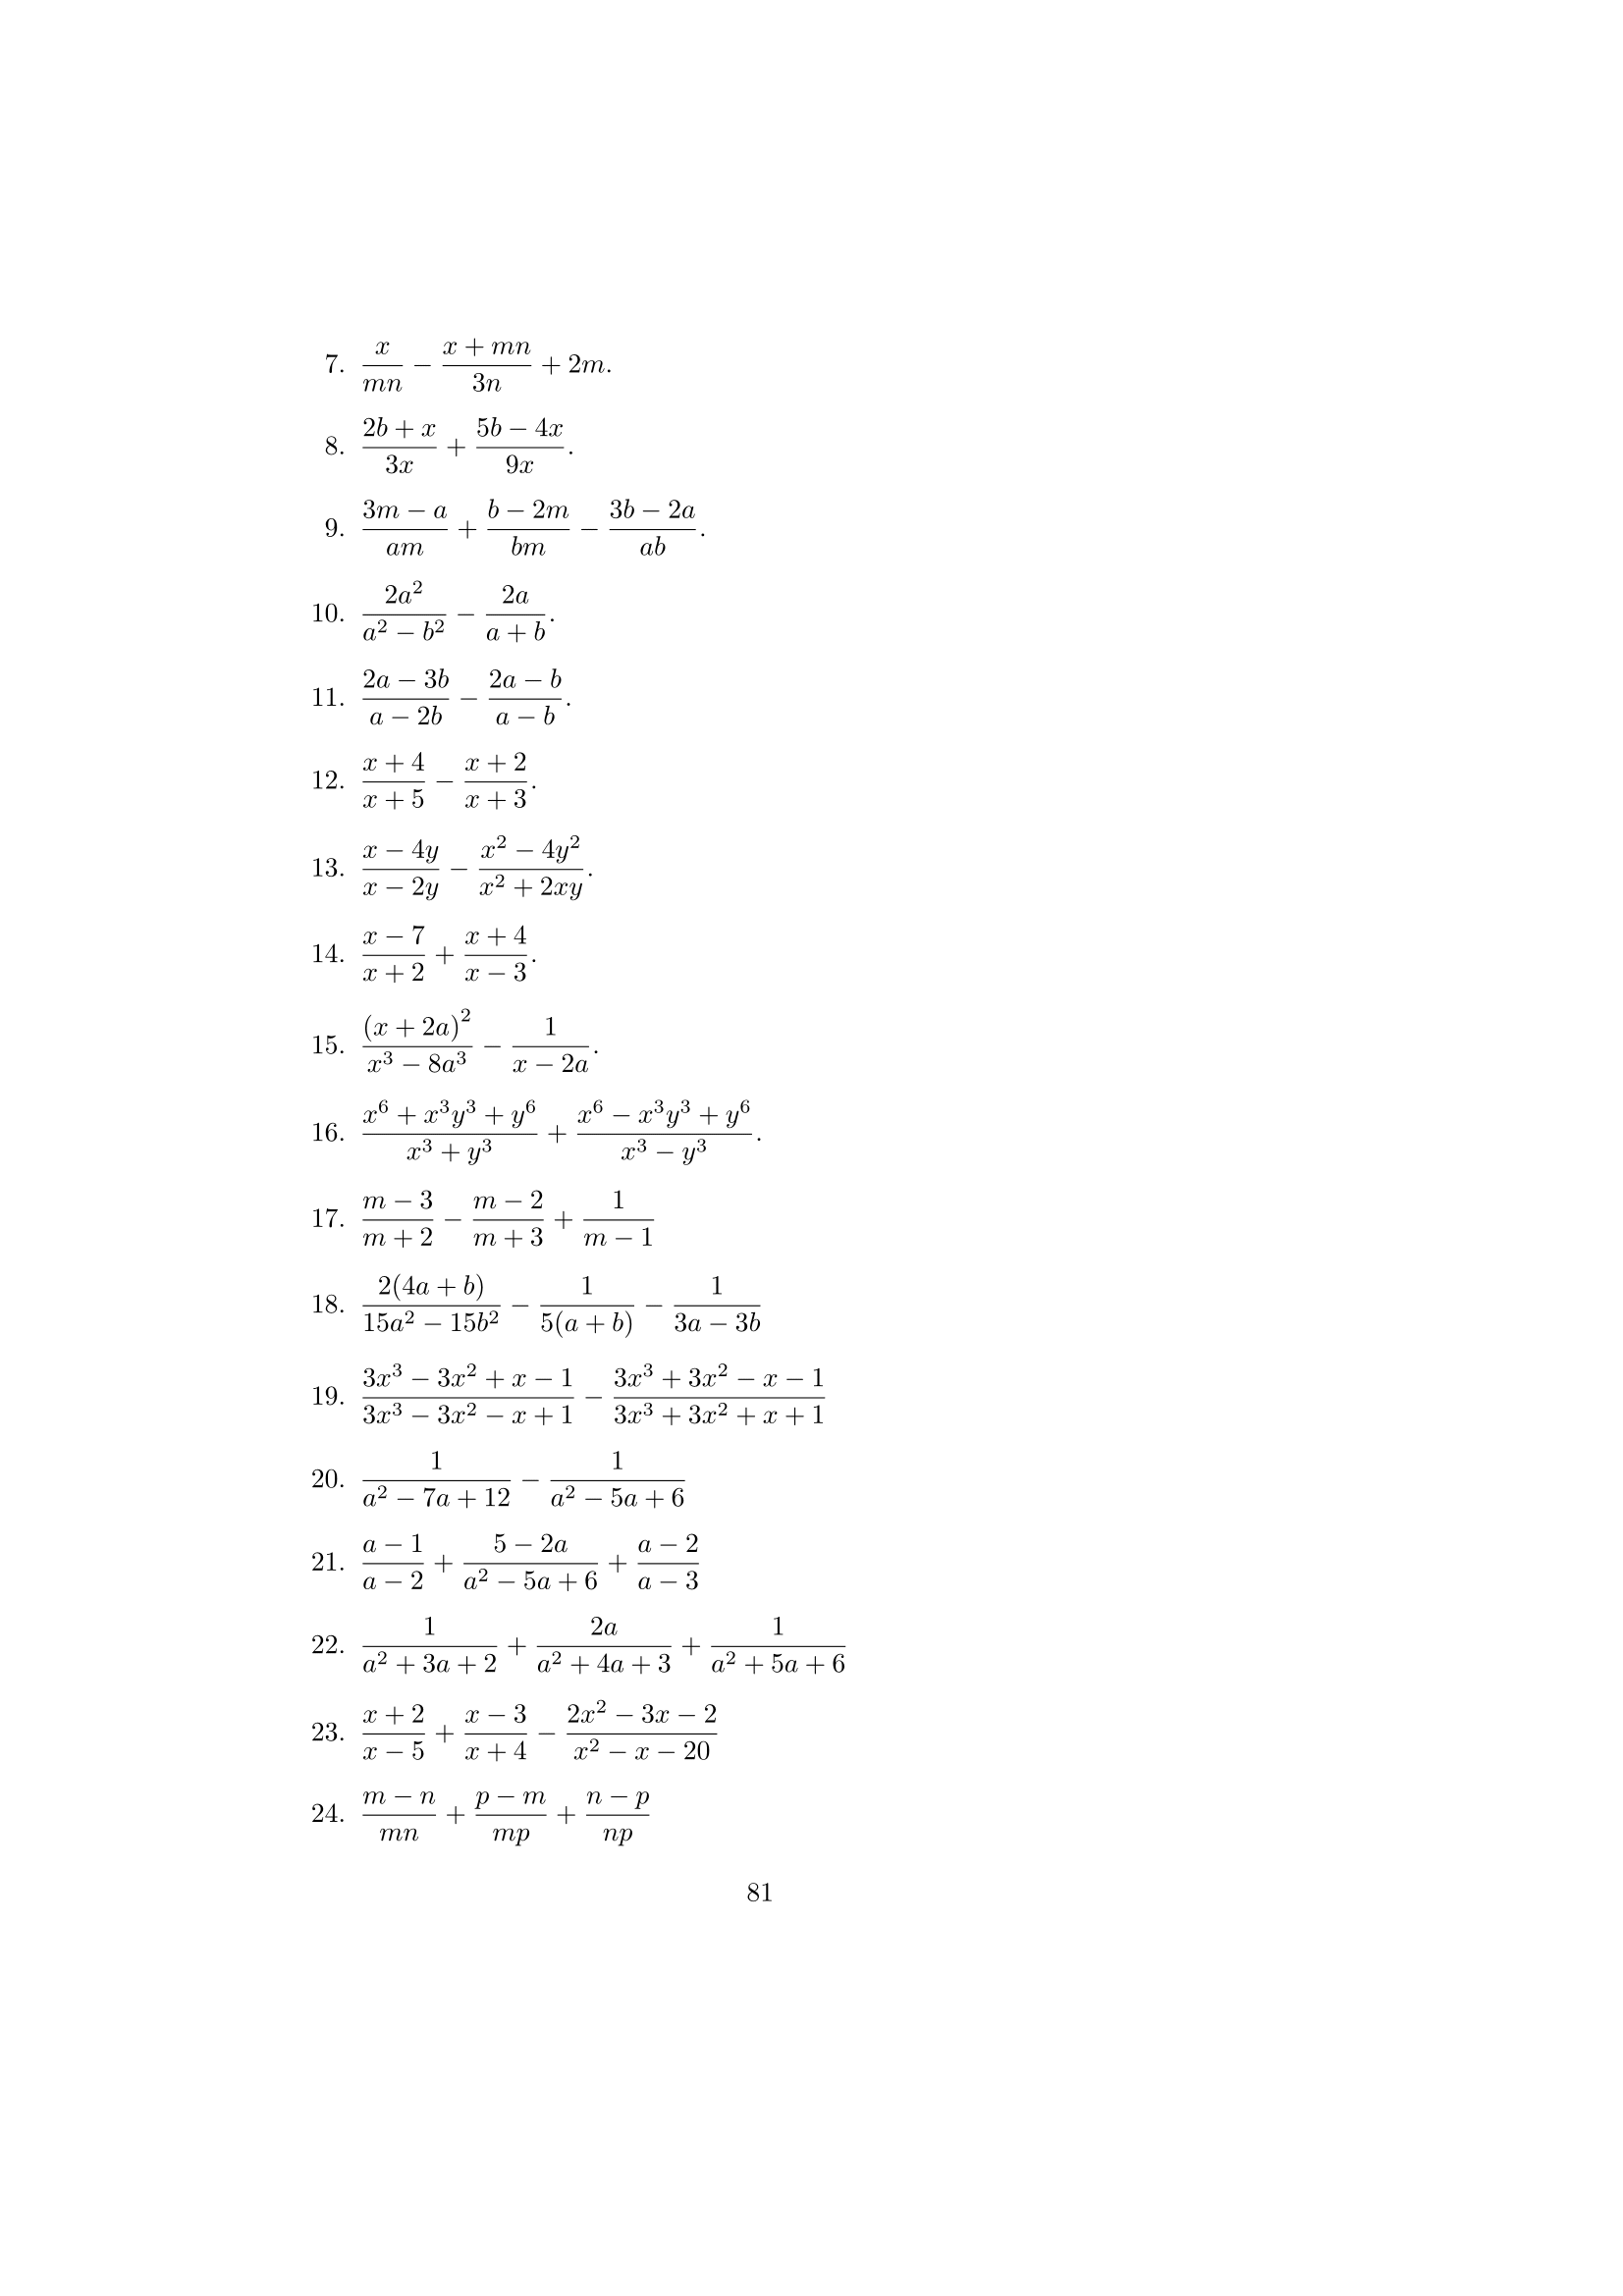 7. \frac{x}{mn} - \frac{x + mn}{3n} + 2m.
8. \frac{2b + x}{3x} + \frac{5b - 4x}{9x}.
9. \frac{3m - a}{am} + \frac{b - 2m}{bm} - \frac{3b - 2a}{ab}.
10. \frac{2a^2}{a^2 - b^2} - \frac{2a}{a + b}.
11. \frac{2a - 3b}{a - 2b} - \frac{2a - b}{a - b}.
12. \frac{x + 4}{x + 5} - \frac{x + 2}{x + 3}.
13. \frac{x - 4y}{x - 2y} - \frac{x^2 - 4y^2}{x^2 + 2xy}.
14. \frac{x - 7}{x + 2} + \frac{x + 4}{x - 3}.
15. \frac{(x + 2a)^2}{x^3 - 8a^3} - \frac{1}{x - 2a}.
16. \frac{x^6 + x^3y^3 + y^6}{x^3 + y^3} + \frac{x^6 - x^3y^3 + y^6}{x^3 - y^3}.
17. \frac{m - 3}{m + 2} - \frac{m - 2}{m + 3} + \frac{1}{m - 1}
18. \frac{2(4a + b)}{15a^2 - 15b^2} - \frac{1}{5(a + b)} - \frac{1}{3a - 3b}
19. \frac{3x^3 - 3x^2 + x - 1}{3x^3 - 3x^2 - x + 1} - \frac{3x^3 + 3x^2 - x - 1}{3x^3 + 3x^2 + x + 1}
20. \frac{1}{a^2 - 7a + 12} - \frac{1}{a^2 - 5a + 6}
21. \frac{a - 1}{a - 2} + \frac{5 - 2a}{a^2 - 5a + 6} + \frac{a - 2}{a - 3}
22. \frac{1}{a^2 + 3a + 2} + \frac{2a}{a^2 + 4a + 3} + \frac{1}{a^2 + 5a + 6}
23. \frac{x + 2}{x - 5} + \frac{x - 3}{x + 4} - \frac{2x^2 - 3x - 2}{x^2 - x - 20}
24. \frac{m - n}{mn} + \frac{p - m}{mp} + \frac{n - p}{np}
81